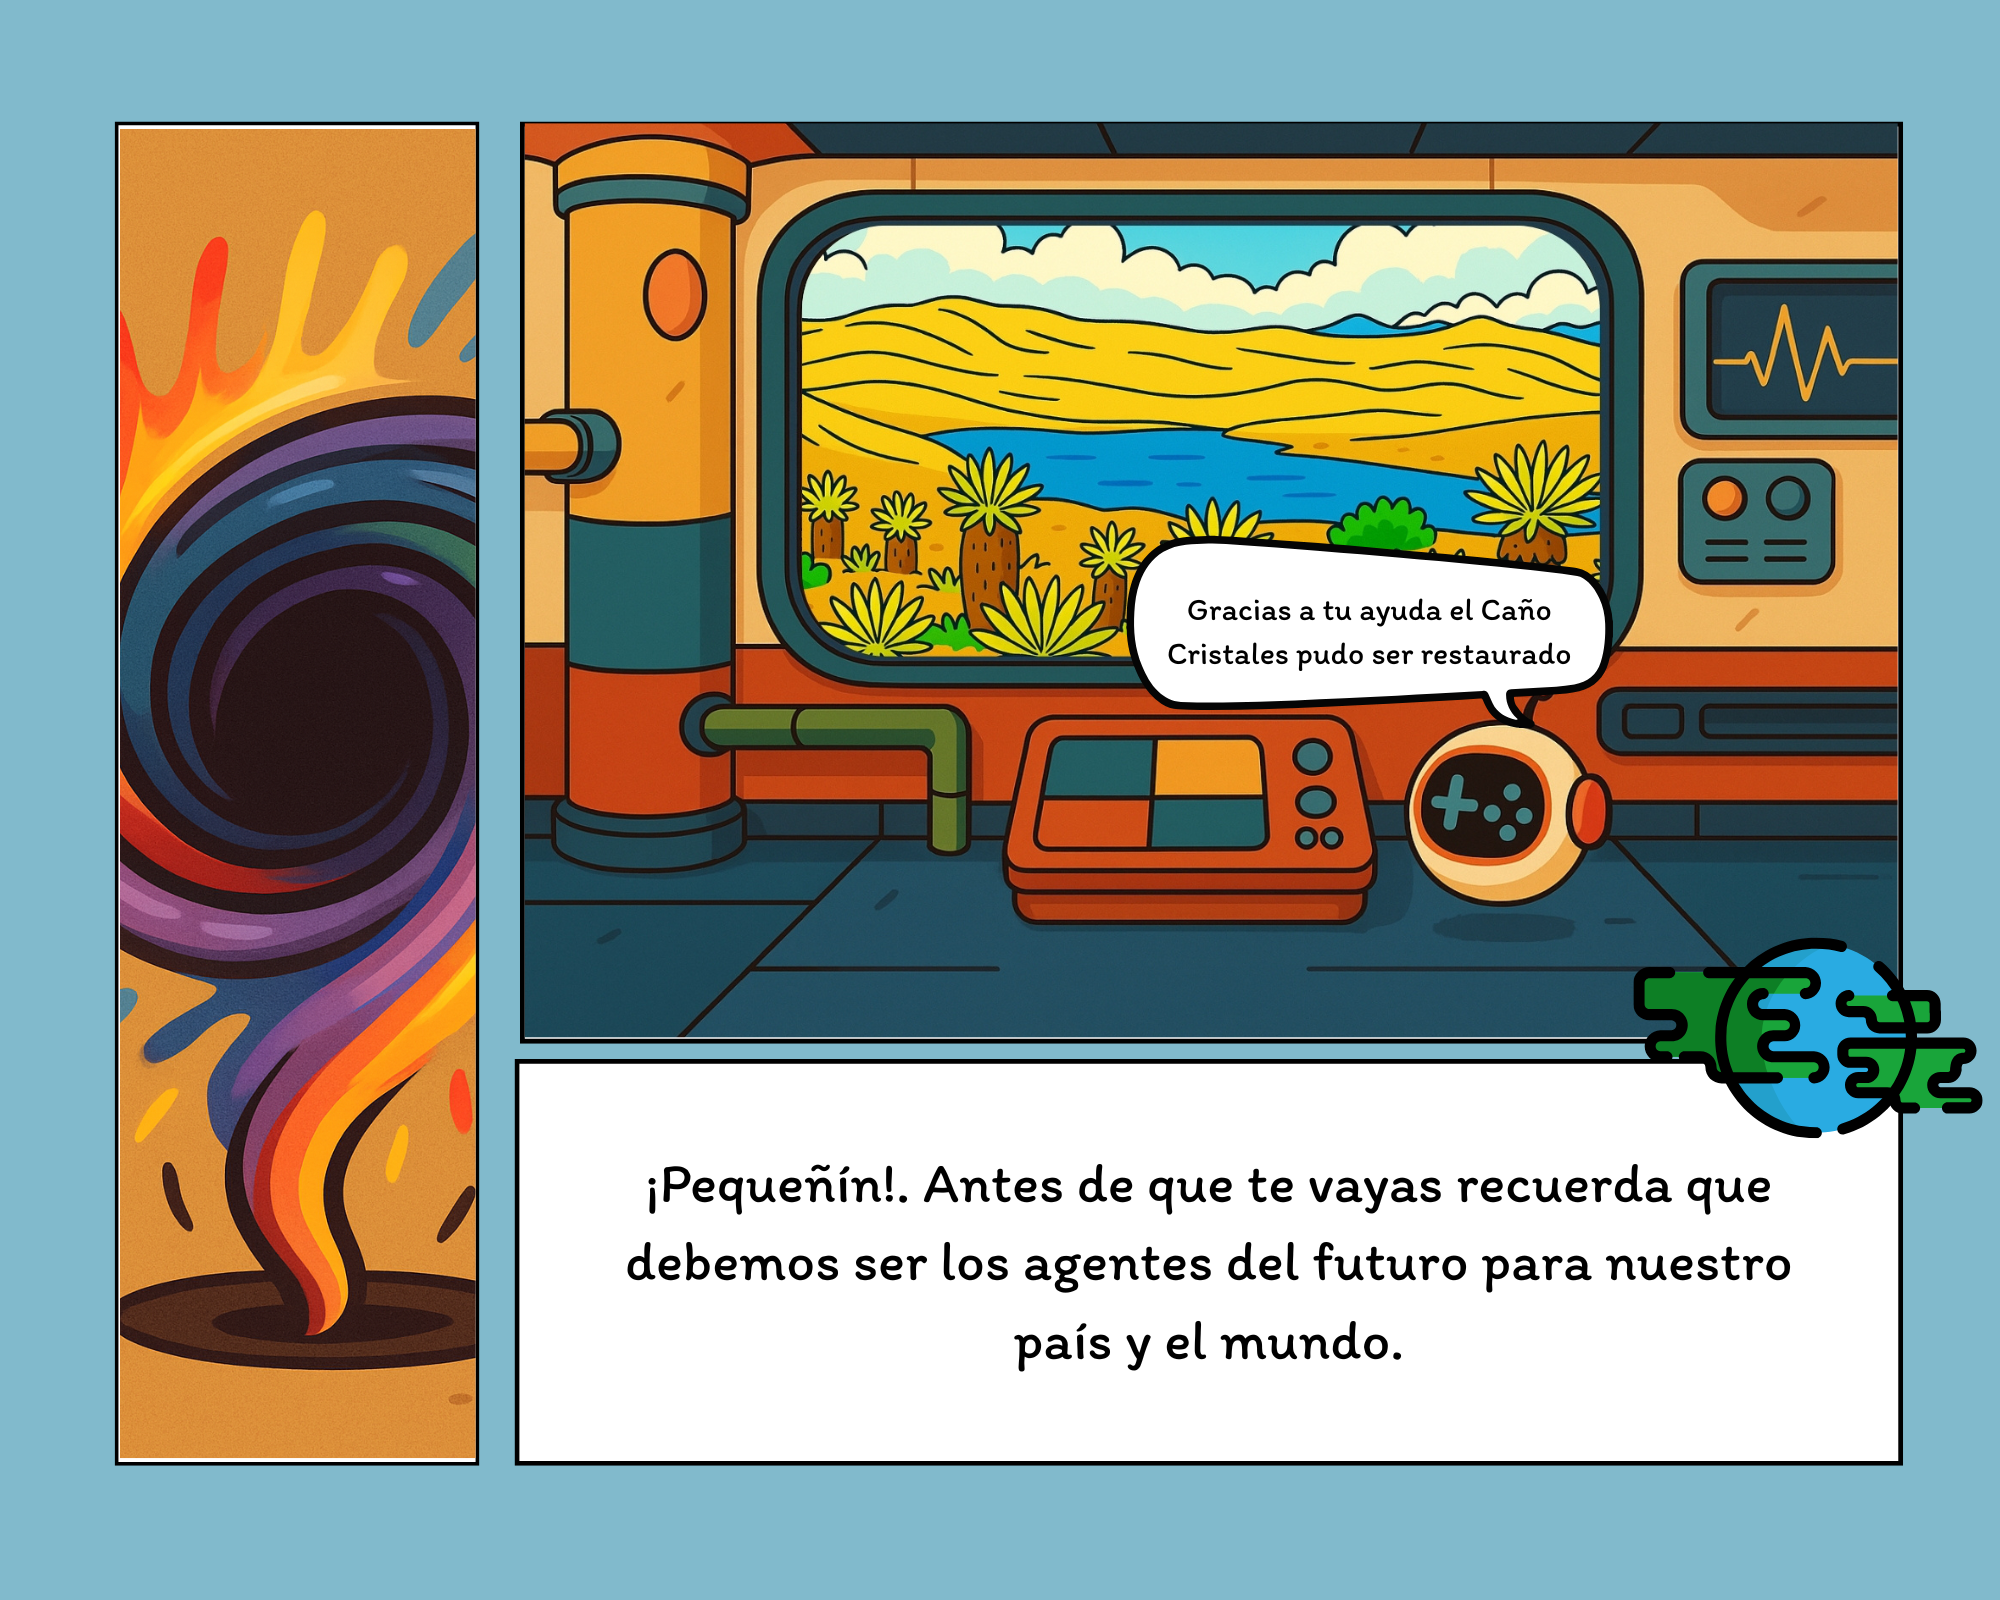 Gracias a tu ayuda el Caño
Cristales pudo ser restaurado
¡Pequeñín!. Antes de que te vayas recuerda que
debemos ser los agentes del futuro para nuestro
país y el mundo.